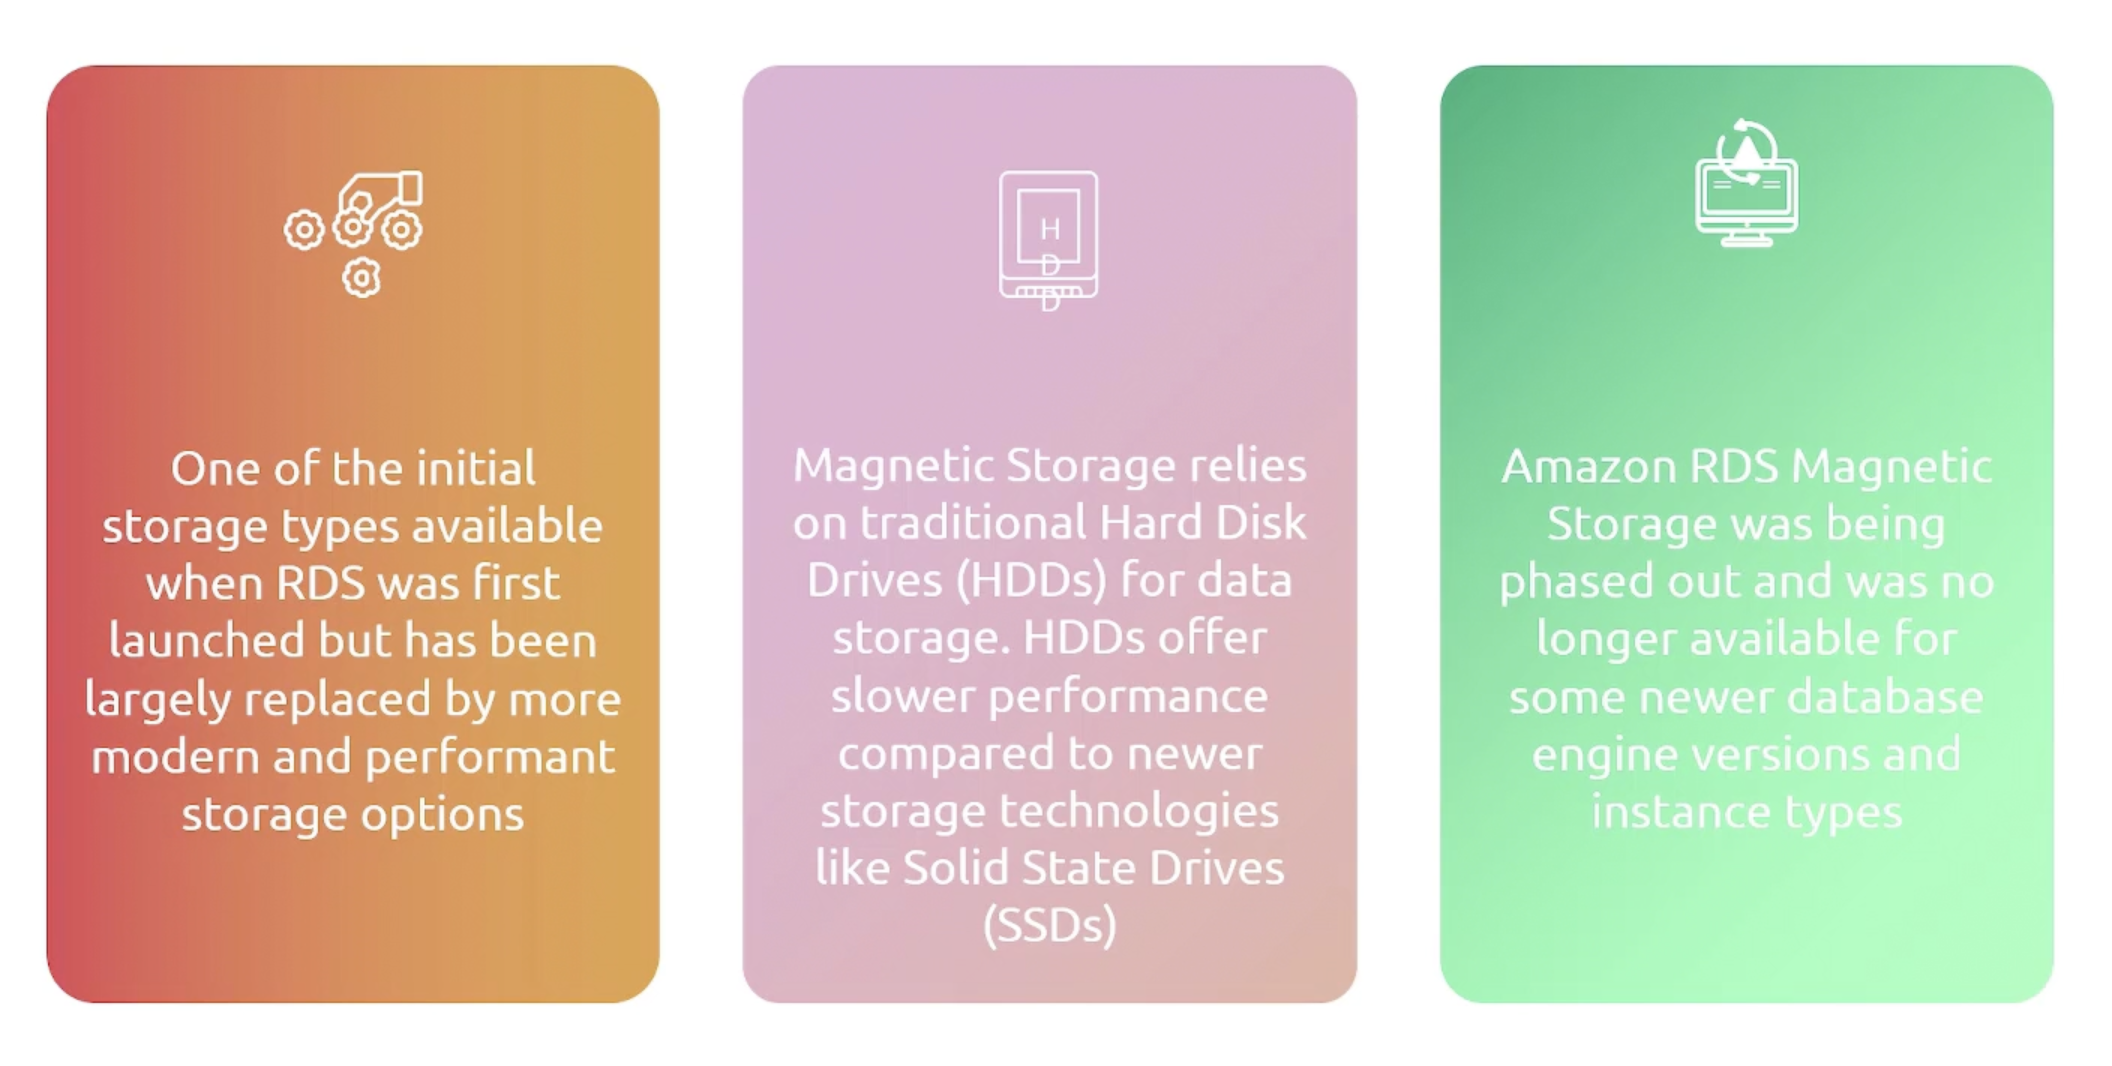 One of the initial
storage types available
when RDS was first
launched but has been
largely replaced by more
modern and performant
storage options
H
D
D
Magnetic Storage relies
on traditional Hard Disk
Drives (HDDs) for data
storage. HDDs offer
slower performance
compared to newer
storage technologies
like Solid State Drives
(SSDs)
Amazon RDS Magnetic
Storage was being
phased out and was no
longer available for
some newer database
engine versions and
instance types